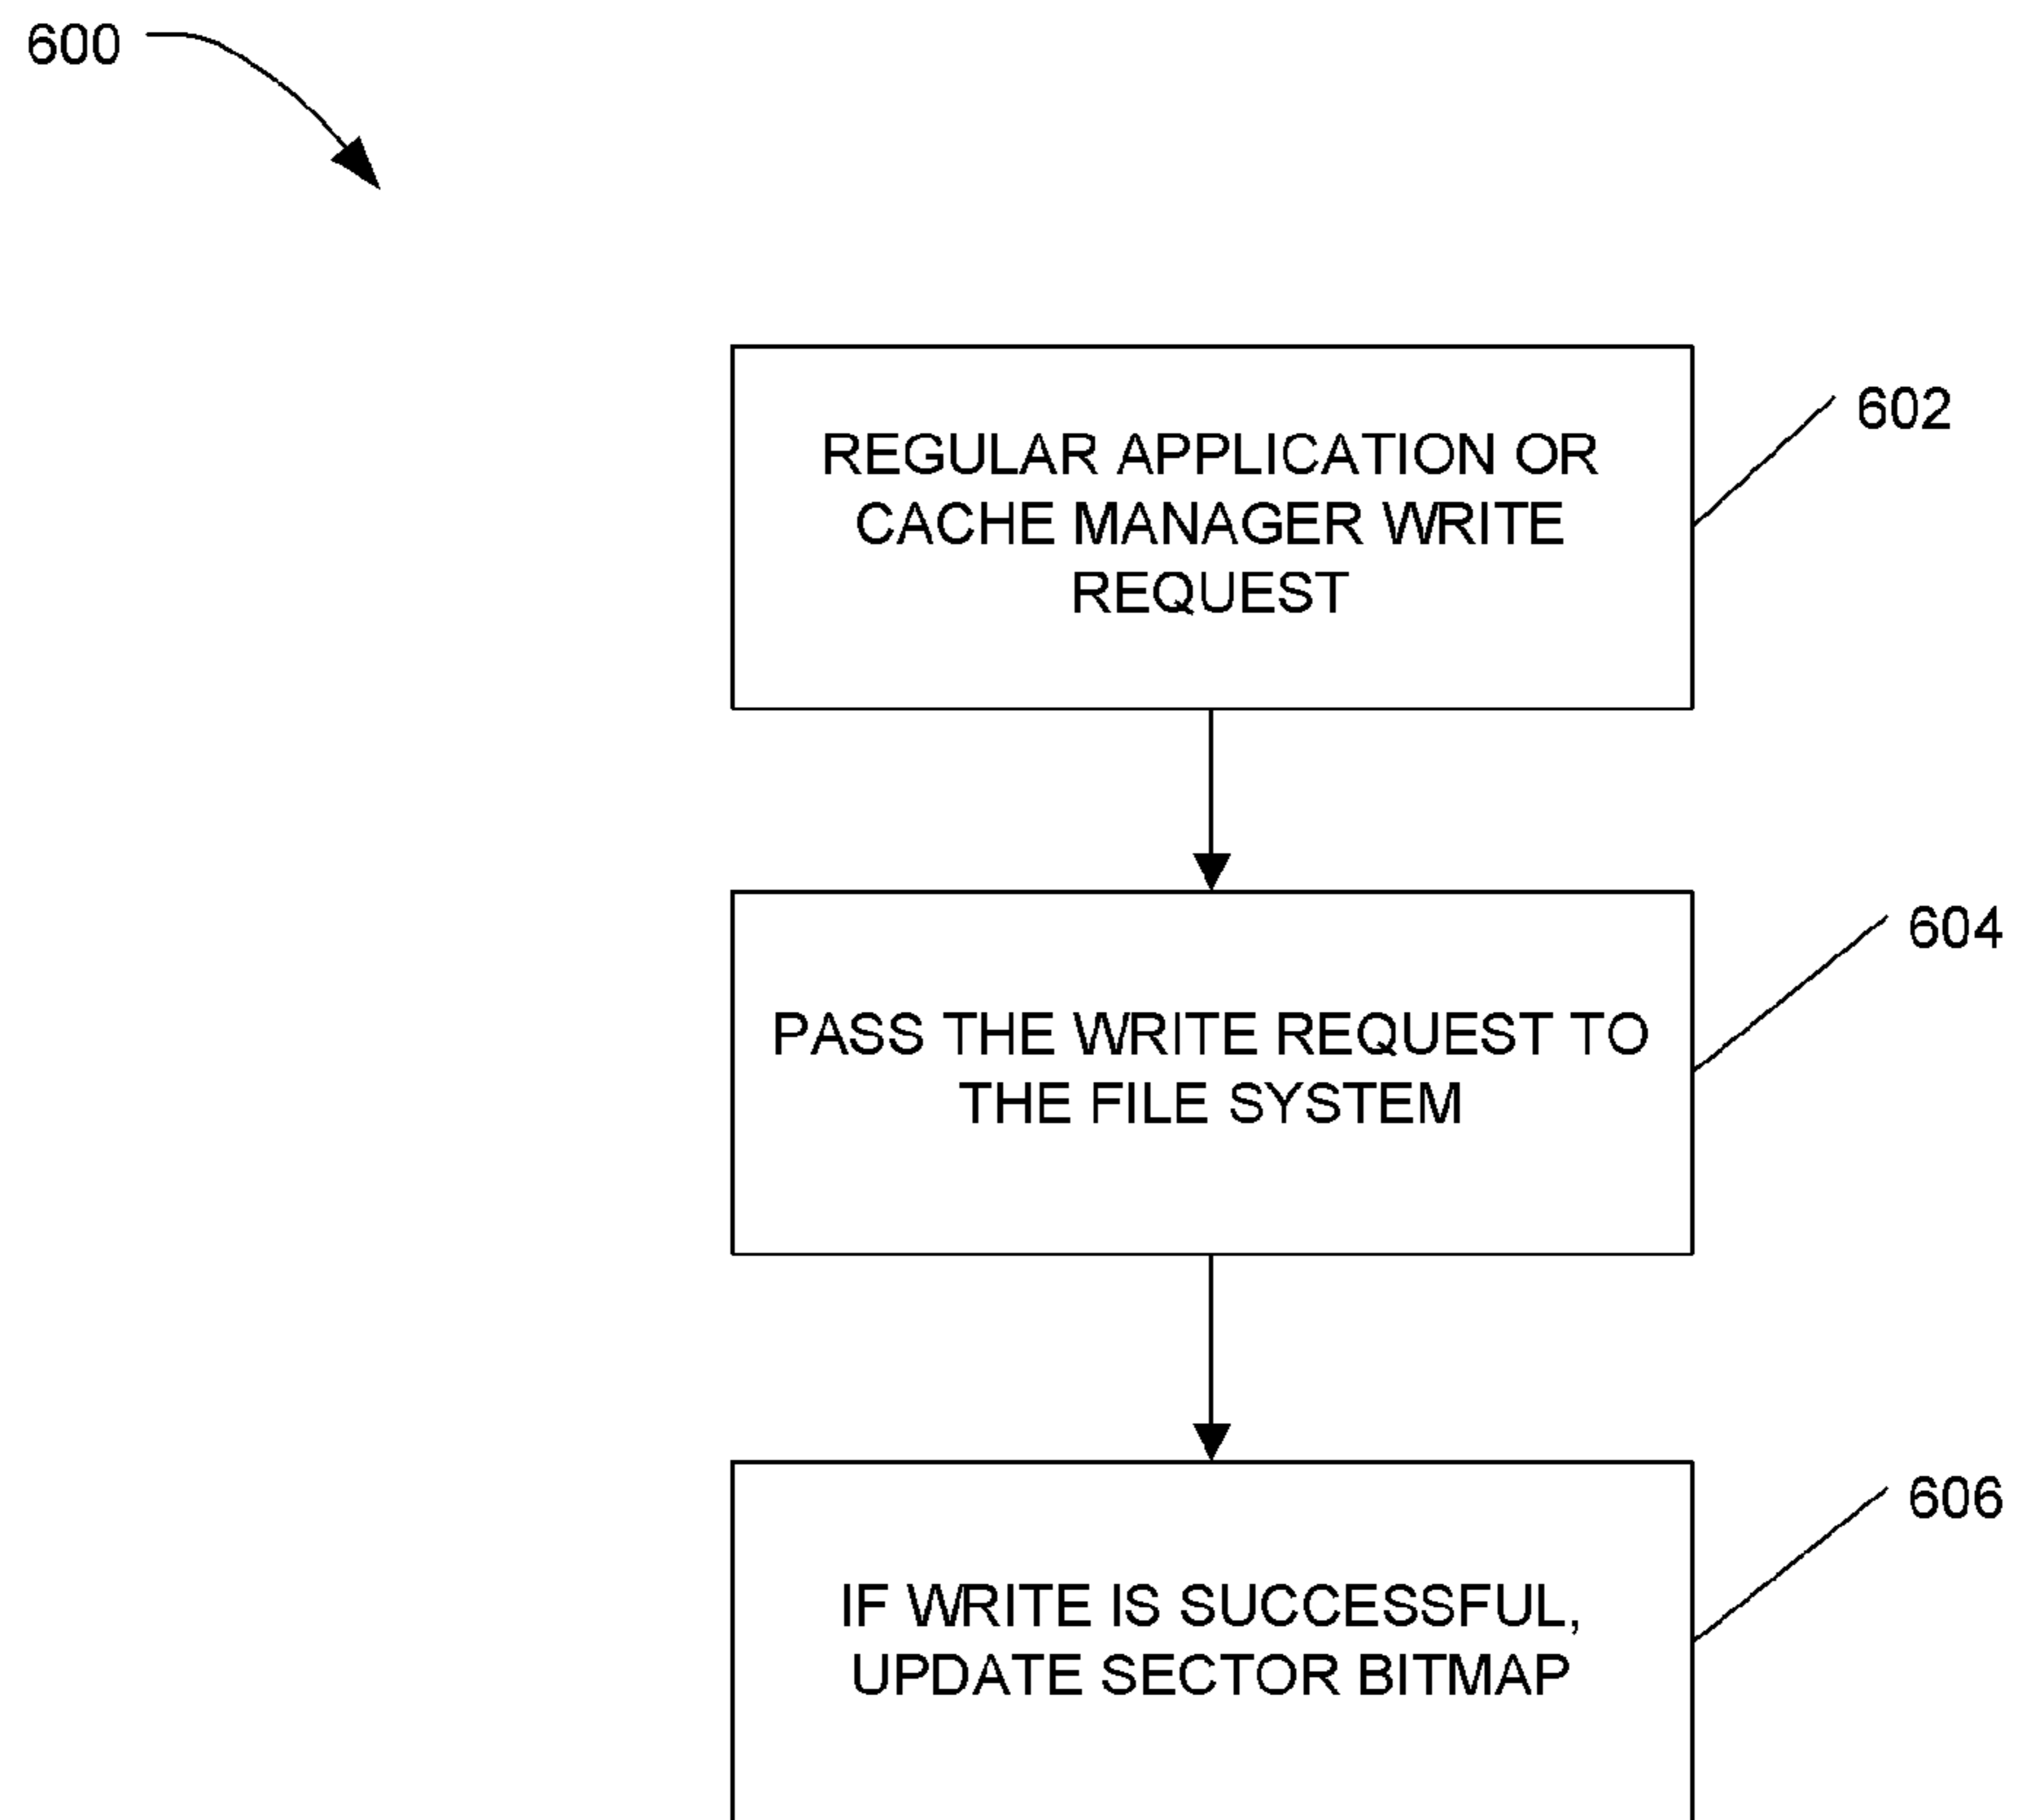 600
REGULAR APPLICATION OR
CACHE MANAGER WRITE
REQUEST
602
PASS THE WRITE REQUEST TO
THE FILE SYSTEM
604
IF WRITE IS SUCCESSFUL,
UPDATE SECTOR BITMAP
606